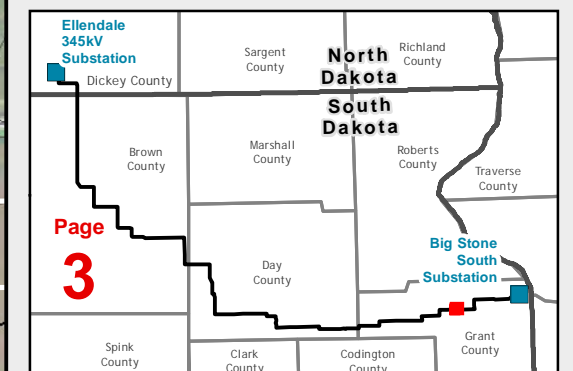 Ellendale
345kV
Substation
Dickey County
Sargent
County
North
Dakota
Richland
County
South
Dakota
Brown
County
Marshall
County
Roberts
County
Traverse
County
Page
3
Day
County
Big Stone
South
Substation
Grant
County
Spink
County
Clark
County
Codington
County